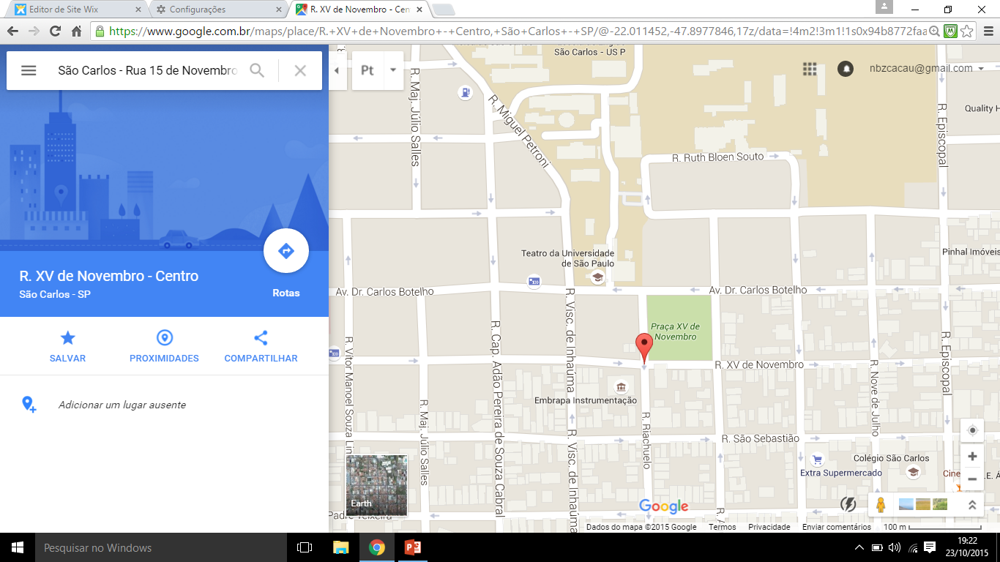 Editor de Site Wix
Configurações
R. XV de Novembro - Cen
https://www.google.com.br/maps/place/R.+XV+de+Novembro+-+Centro,+São+Carlos+-+SP/@-22.011452,-47.8977846,17z/data=!4m2!3m1!1s0x94b8772faa
São Carlos - Rua 15 de Novembro
Pt
São Carlos - US P
nbzcacau@gmail.com
R. Maj. Júlio Salles
R. Miguel Petroni
R. Episcopal
Quality H
R. Ruth Bloen Souto
Teatro da Universidade
de São Paulo
Pinhal Imóveis
R. XV de Novembro - Centro
São Carlos - SP
Rotas
Av. Dr. Carlos Botelho
Av. Dr. Carlos Botelho
Praça XV de
Novembro
SALVAR
PROXIMIDADES
COMPARTILHAR
R. Vitor Manoel Souza Lin
R. Cap. Adão Pereira de Souza Cabral
R. Visc. de Inhaúma
R. XV de Novembro
R. Nove de Julho
R. Episcopal
Embrapa Instrumentação
Adicionar um lugar ausente
R. Maj. Júlio Salles
R. Visc. de Inhaúma
R. Riachuelo
R. São Sebastião
Colégio São Carlos
Extra Supermercado
Cine
.E. Á
Earth
Padre Teixeira
R. A
Google
Dados do mapa ©2015 Google
Termos
Privacidade
Enviar comentários
100 m
Pesquisar no Windows
19:22
23/10/2015